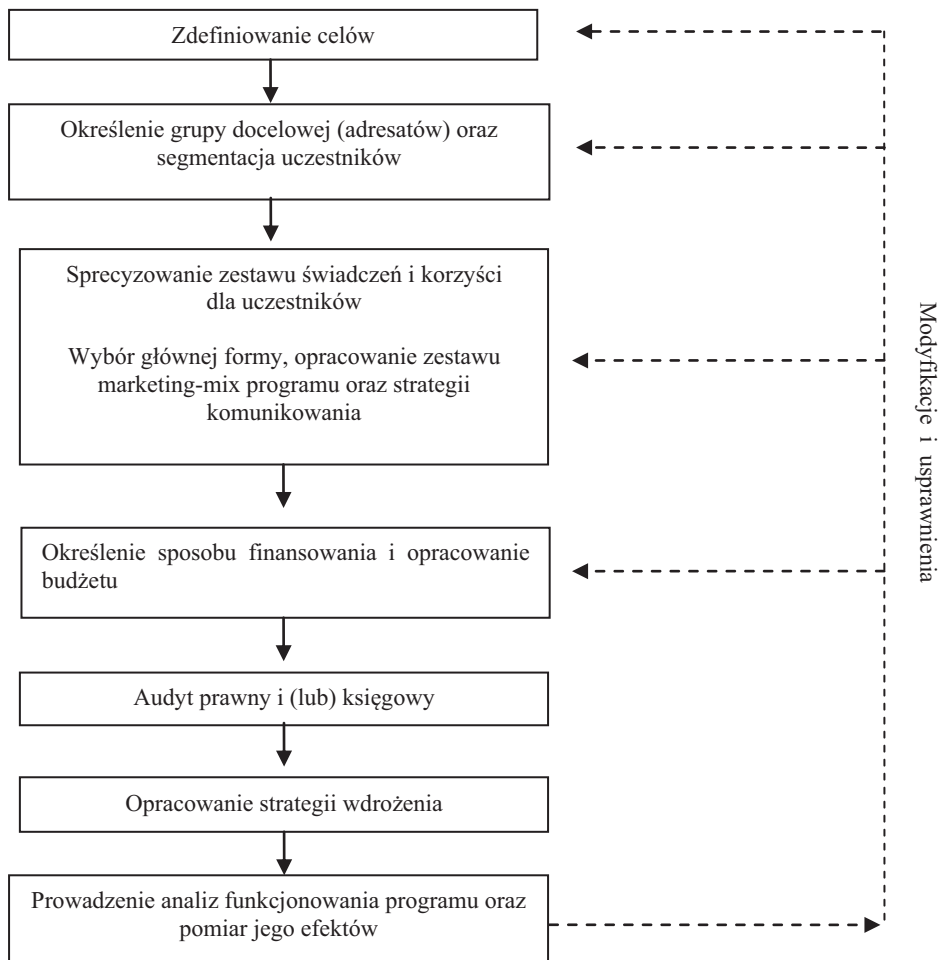 Zdefiniowanie celów
Określenie grupy docelowej (adresatów) oraz
segmentacja uczestników
Sprecyzowanie zestawu świadczeń i korzyści
dla uczestników
Wybór głównej formy, opracowanie zestawu
marketing-mix programu oraz strategii
komunikowania
Określenie sposobu finansowania i opracowanie
budżetu
Audyt prawny i (lub) księgowy
Opracowanie strategii wdrożenia
Prowadzenie analiz funkcjonowania programu oraz
pomiar jego efektów
Modyfikacje i usprawnienia